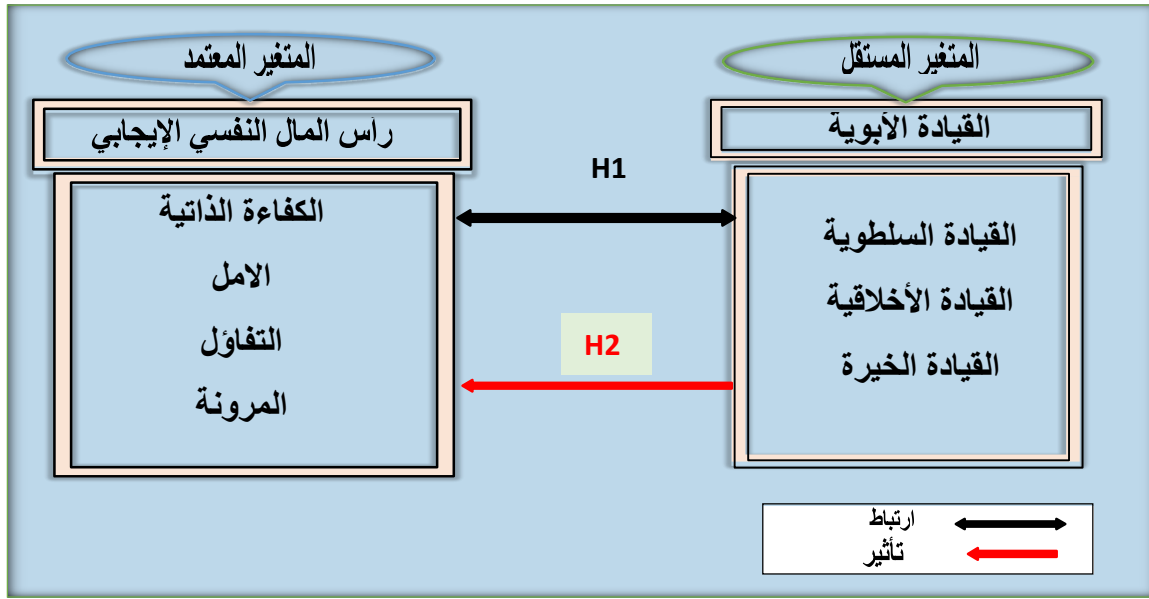 المتغير المستقل
المتغير المعتمد
القيادة الأبوية
رأس المال النفسي الإيجابي
القيادة السلطوية
القيادة الأخلاقية
القيادة الخيرة
H1
H2
الكفاءة الذاتية
الامل
التفاؤل
المرونة
ارتباط
تأثير